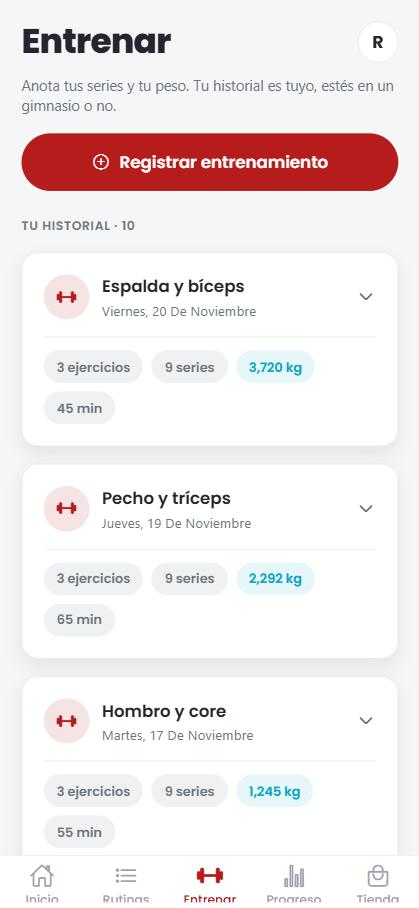 Entrenar
R
Anota tus series y tu peso. Tu historial es tuyo, estés en un
gimnasio o no.
Registrar entrenamiento
TU HISTORIAL · 10
Espalda y bíceps
Viernes, 20 De Noviembre
3 ejercicios 9 series 3,720 kg
45 min
Pecho y tríceps
Jueves, 19 De Noviembre
3 ejercicios 9 series 2,292 kg
65 min
Hombro y core
Martes, 17 De Noviembre
3 ejercicios 9 series 1,245 kg
55 min
Inicio Rutinas Entrenar Progreso Tienda